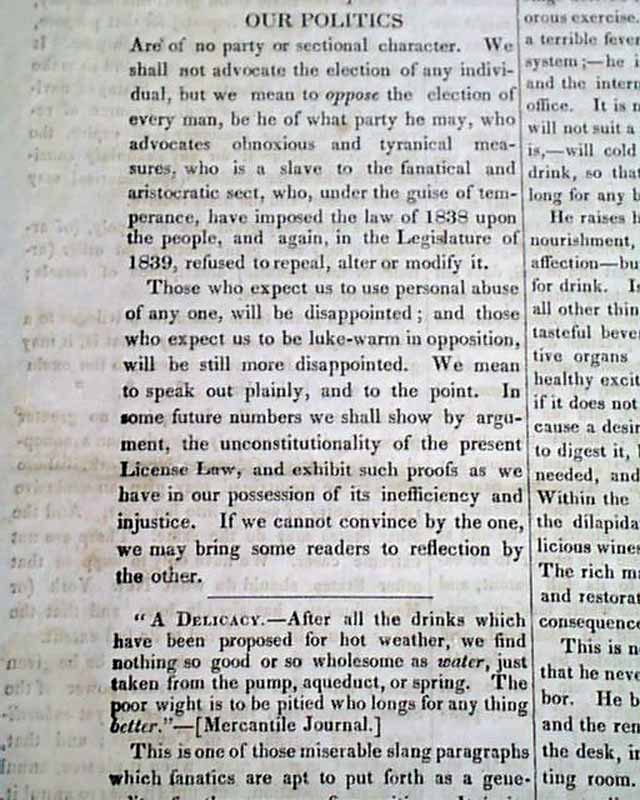 OUR POLITICS
Are of no party or sectional character. We
shall not advocate the election of any indivi-
dual, but we mean to oppose the election of
every man, be he of what party he may, who
advocates obnoxious and tyranical mea-
sures, who is a slave to the fanatical and
aristocratic sect, who, under the guise of tem-
perance, have imposed the law of 1838 upon
the people, and again, in the Legislature of
1839, refused to repeal, alter or modify it.
Those who expect us to use personal abuse
of any one, will be disappointed; and those
who expect us to be luke-warm in opposition,
will be still more disappointed. We mean
to speak out plainly, and to the point. In
some future numbers we shall show by argu-
ment, the unconstitutionality of the present
License Law, and exhibit such proofs as we
have in our possession of its inefficiency and
injustice. If we cannot convince by the one,
we may bring some readers to reflection by
the other.
"A DELICACY.—After all the drinks which
have been proposed for hot weather, we find
nothing so good or so wholesome as water, just
taken from the pump, aqueduct, or spring. The
poor wight is to be pitied who longs for any thing
better."—[Mercantile Journal.]
This is one of those miserable slang paragraphs
which fanatics are apt to put forth as a gene-
orous exercise.
a terrible fever
system;—he i
and the intern
office. It is n
will not suit a
is,—will cold
drink, so that
long for any b
He raises h
nourishment,
affection—bu
for drink. Is
all other thin
tasteful bever
tive organs
healthy excit
if it does not
cause a desir
to digest it, 
needed, and
Within the
the dilapida
licious wines
The rich m
and restorat
consequence
This is n
that he neve
bor. He b
and the ren
the desk, in
ting room.